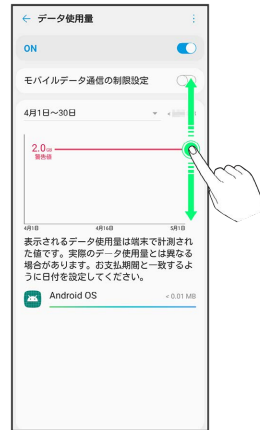 データ使用量
ON
モバイルデータ通信の制限設定
4月1日～30日
2.0 GB
警告値
4月1日 4月16日 5月1日
表示されるデータ使用量は端末で計測され
た値です。実際のデータ使用量とは異なる
場合があります。お支払期間と一致するよ
うに日付を設定してください。
Android OS < 0.01 MB